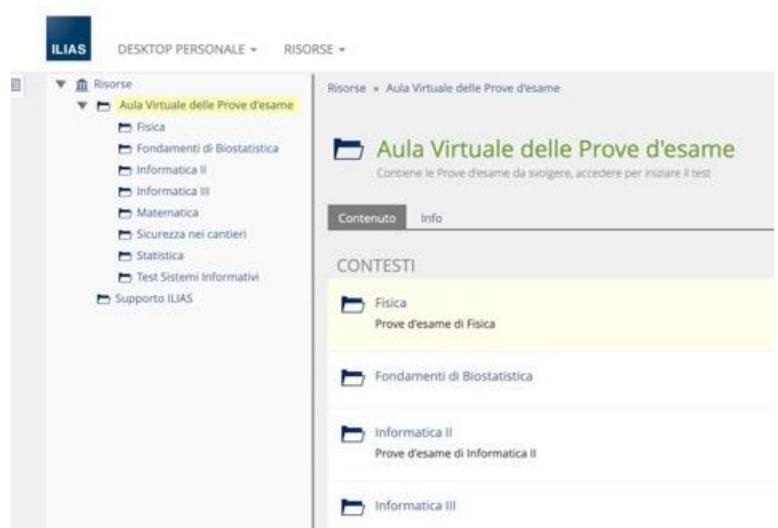 ILIAS
DESKTOP PERSONALE
RISORSE
Risorse
Aula Virtuale delle Prove d'esame
Fisica
Fondamenti di Biostatistica
Informatica II
Informatica III
Matematica
Sicurezza nei cantieri
Statistica
Test Sistemi Informativi
Supporto ILIAS
Risorse » Aula Virtuale delle Prove d'esame
Aula Virtuale delle Prove d'esame
Contiene le Prove d'esame da svolgere, accedere per iniziare il test
Contenuto
Info
CONTESTI
Fisica
Prove d'esame di Fisica
Fondamenti di Biostatistica
Informatica II
Prove d'esame di Informatica II
Informatica III